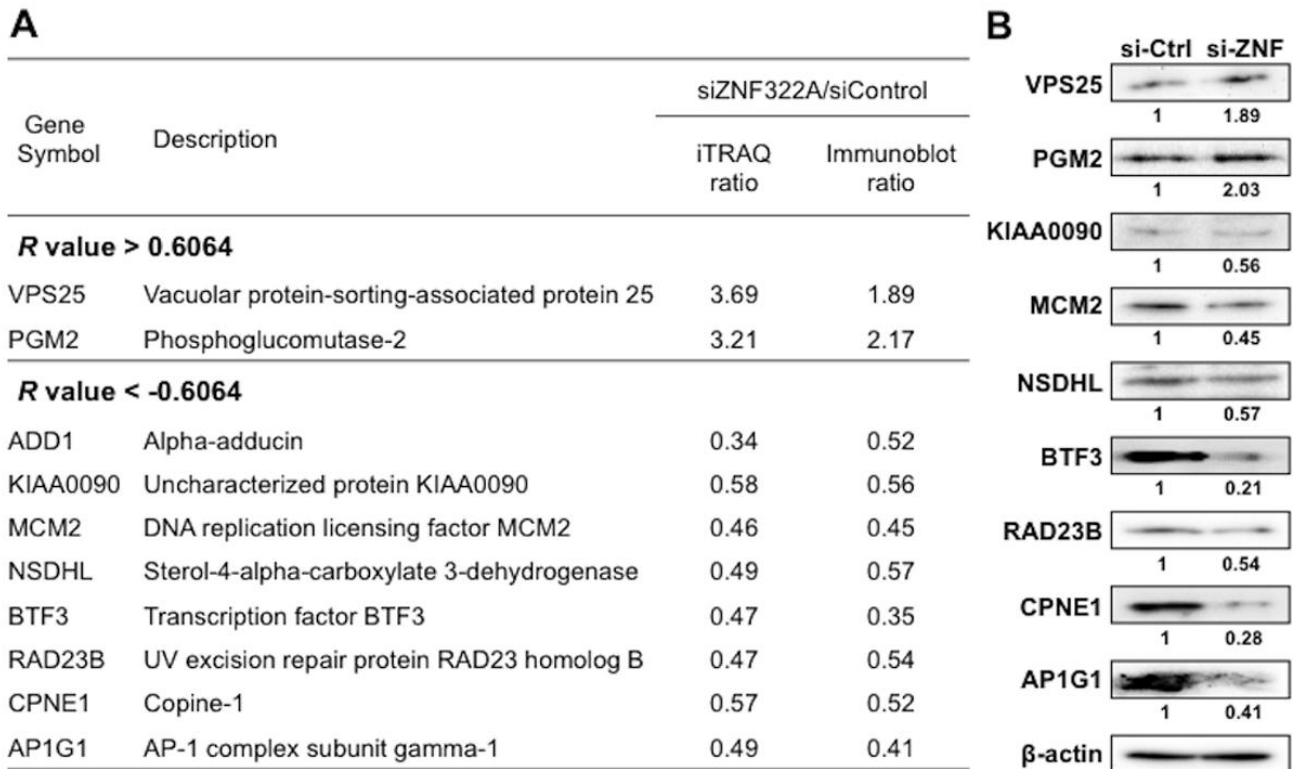 A
siZNF322A/siControl
Gene Symbol Description iTRAQ ratio Immunoblot ratio
R value > 0.6064
VPS25 Vacuolar protein-sorting-associated protein 25 3.69 1.89
PGM2 Phosphoglucomutase-2 3.21 2.17
R value < -0.6064
ADD1 Alpha-adducin 0.34 0.52
KIAA0090 Uncharacterized protein KIAA0090 0.58 0.56
MCM2 DNA replication licensing factor MCM2 0.46 0.45
NSDHL Sterol-4-alpha-carboxylate 3-dehydrogenase 0.49 0.57
BTF3 Transcription factor BTF3 0.47 0.35
RAD23B UV excision repair protein RAD23 homolog B 0.47 0.54
CPNE1 Copine-1 0.57 0.52
AP1G1 AP-1 complex subunit gamma-1 0.49 0.41
B
si-Ctrl si-ZNF
VPS25
1 1.89
PGM2
1 2.03
KIAA0090
1 0.56
MCM2
1 0.45
NSDHL
1 0.57
BTF3
1 0.21
RAD23B
1 0.54
CPNE1
1 0.28
AP1G1
1 0.41
β-actin